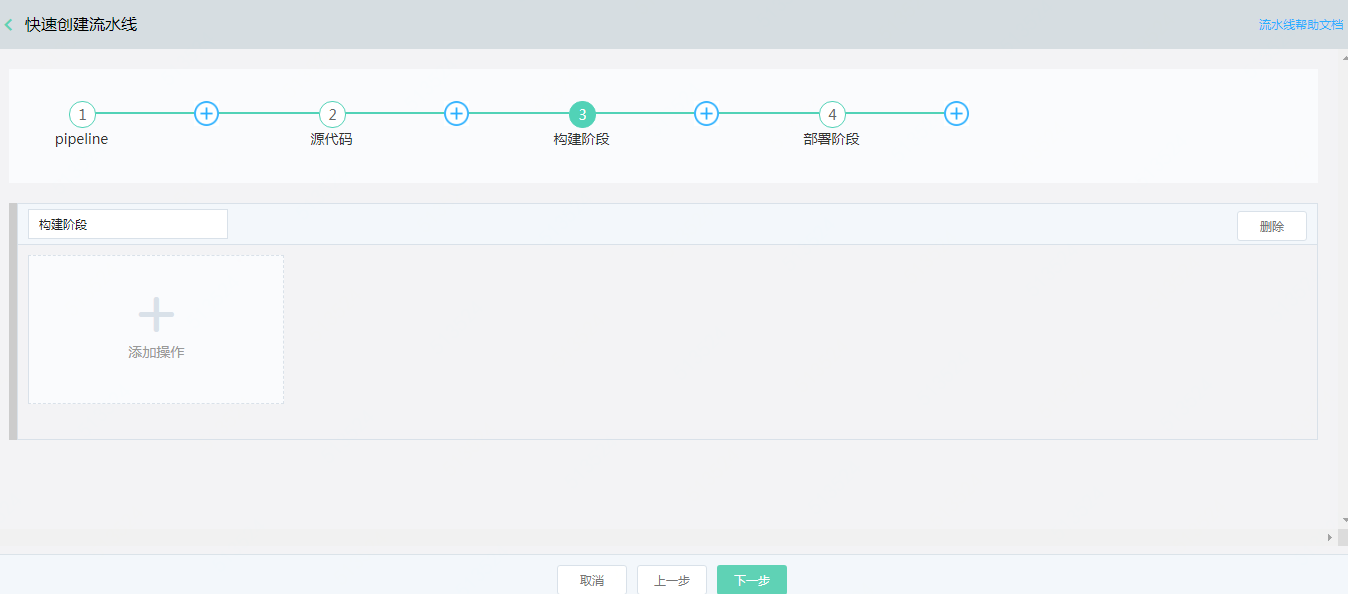 快速创建流水线
流水线帮助文档
1
2
3
4
pipeline
源代码
构建阶段
部署阶段
构建阶段
删除
添加操作
取消
上一步
下一步